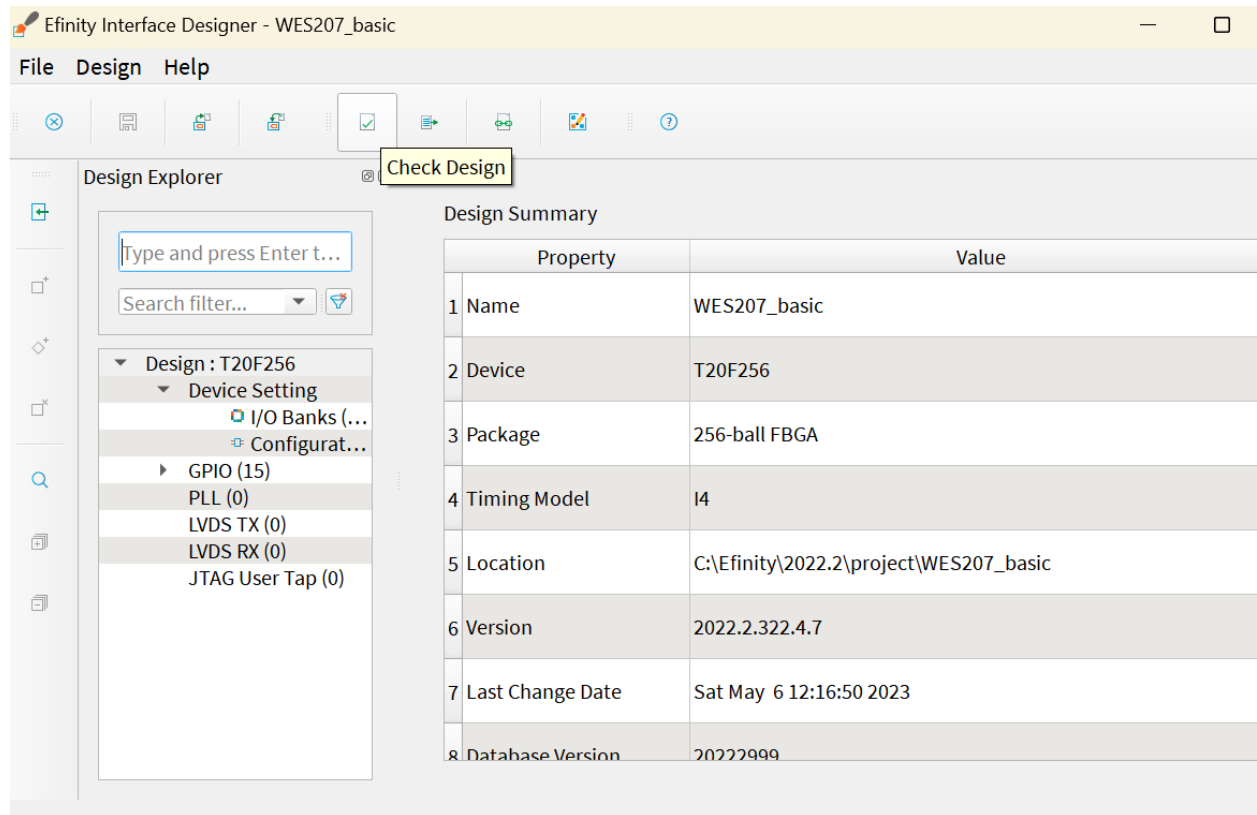 Efinity Interface Designer - WES207_basic
File Design Help
Check Design
Design Explorer
Type and press Enter t...
Search filter...
Design : T20F256
Device Setting
I/O Banks (...
Configurat...
GPIO (15)
PLL (0)
LVDS TX (0)
LVDS RX (0)
JTAG User Tap (0)
Design Summary
Property Value
1 Name WES207_basic
2 Device T20F256
3 Package 256-ball FBGA
4 Timing Model I4
5 Location C:\Efinity\2022.2\project\WES207_basic
6 Version 2022.2.322.4.7
7 Last Change Date Sat May 6 12:16:50 2023
8 Database Version 20222999